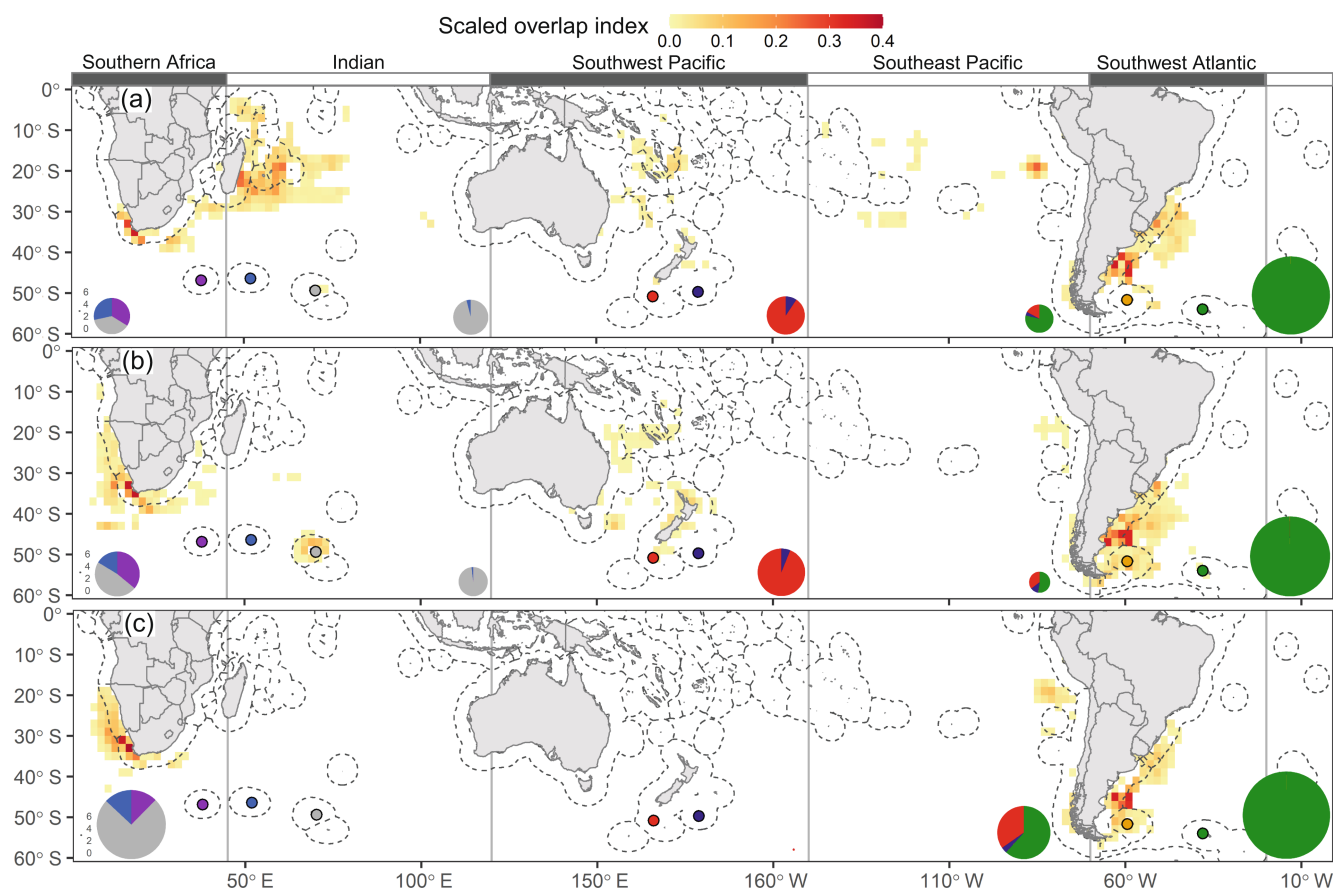 Scaled overlap index
0.0 0.1 0.2 0.3 0.4
Southern Africa Indian Southwest Pacific Southeast Pacific Southwest Atlantic
(a)
0°
10° S
20° S
30° S
40° S
50° S
60° S
6
4
2
0
(b)
0°
10° S
20° S
30° S
40° S
50° S
60° S
6
4
2
0
(c)
0°
10° S
20° S
30° S
40° S
50° S
60° S
6
4
2
0
50° E 100° E 150° E 160° W 110° W 60° W 10° W